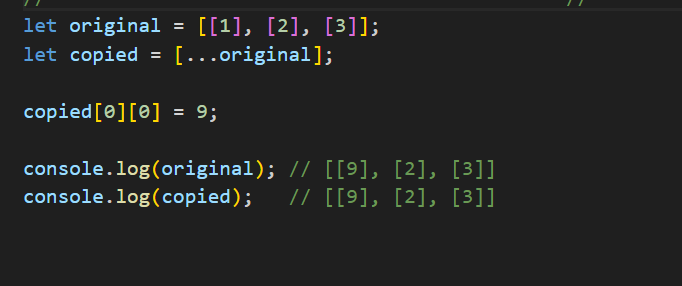 //                                              //
let original = [[1], [2], [3]];
let copied = [...original];
copied[0][0] = 9;
console.log(original); // [[9], [2], [3]]
console.log(copied);   // [[9], [2], [3]]